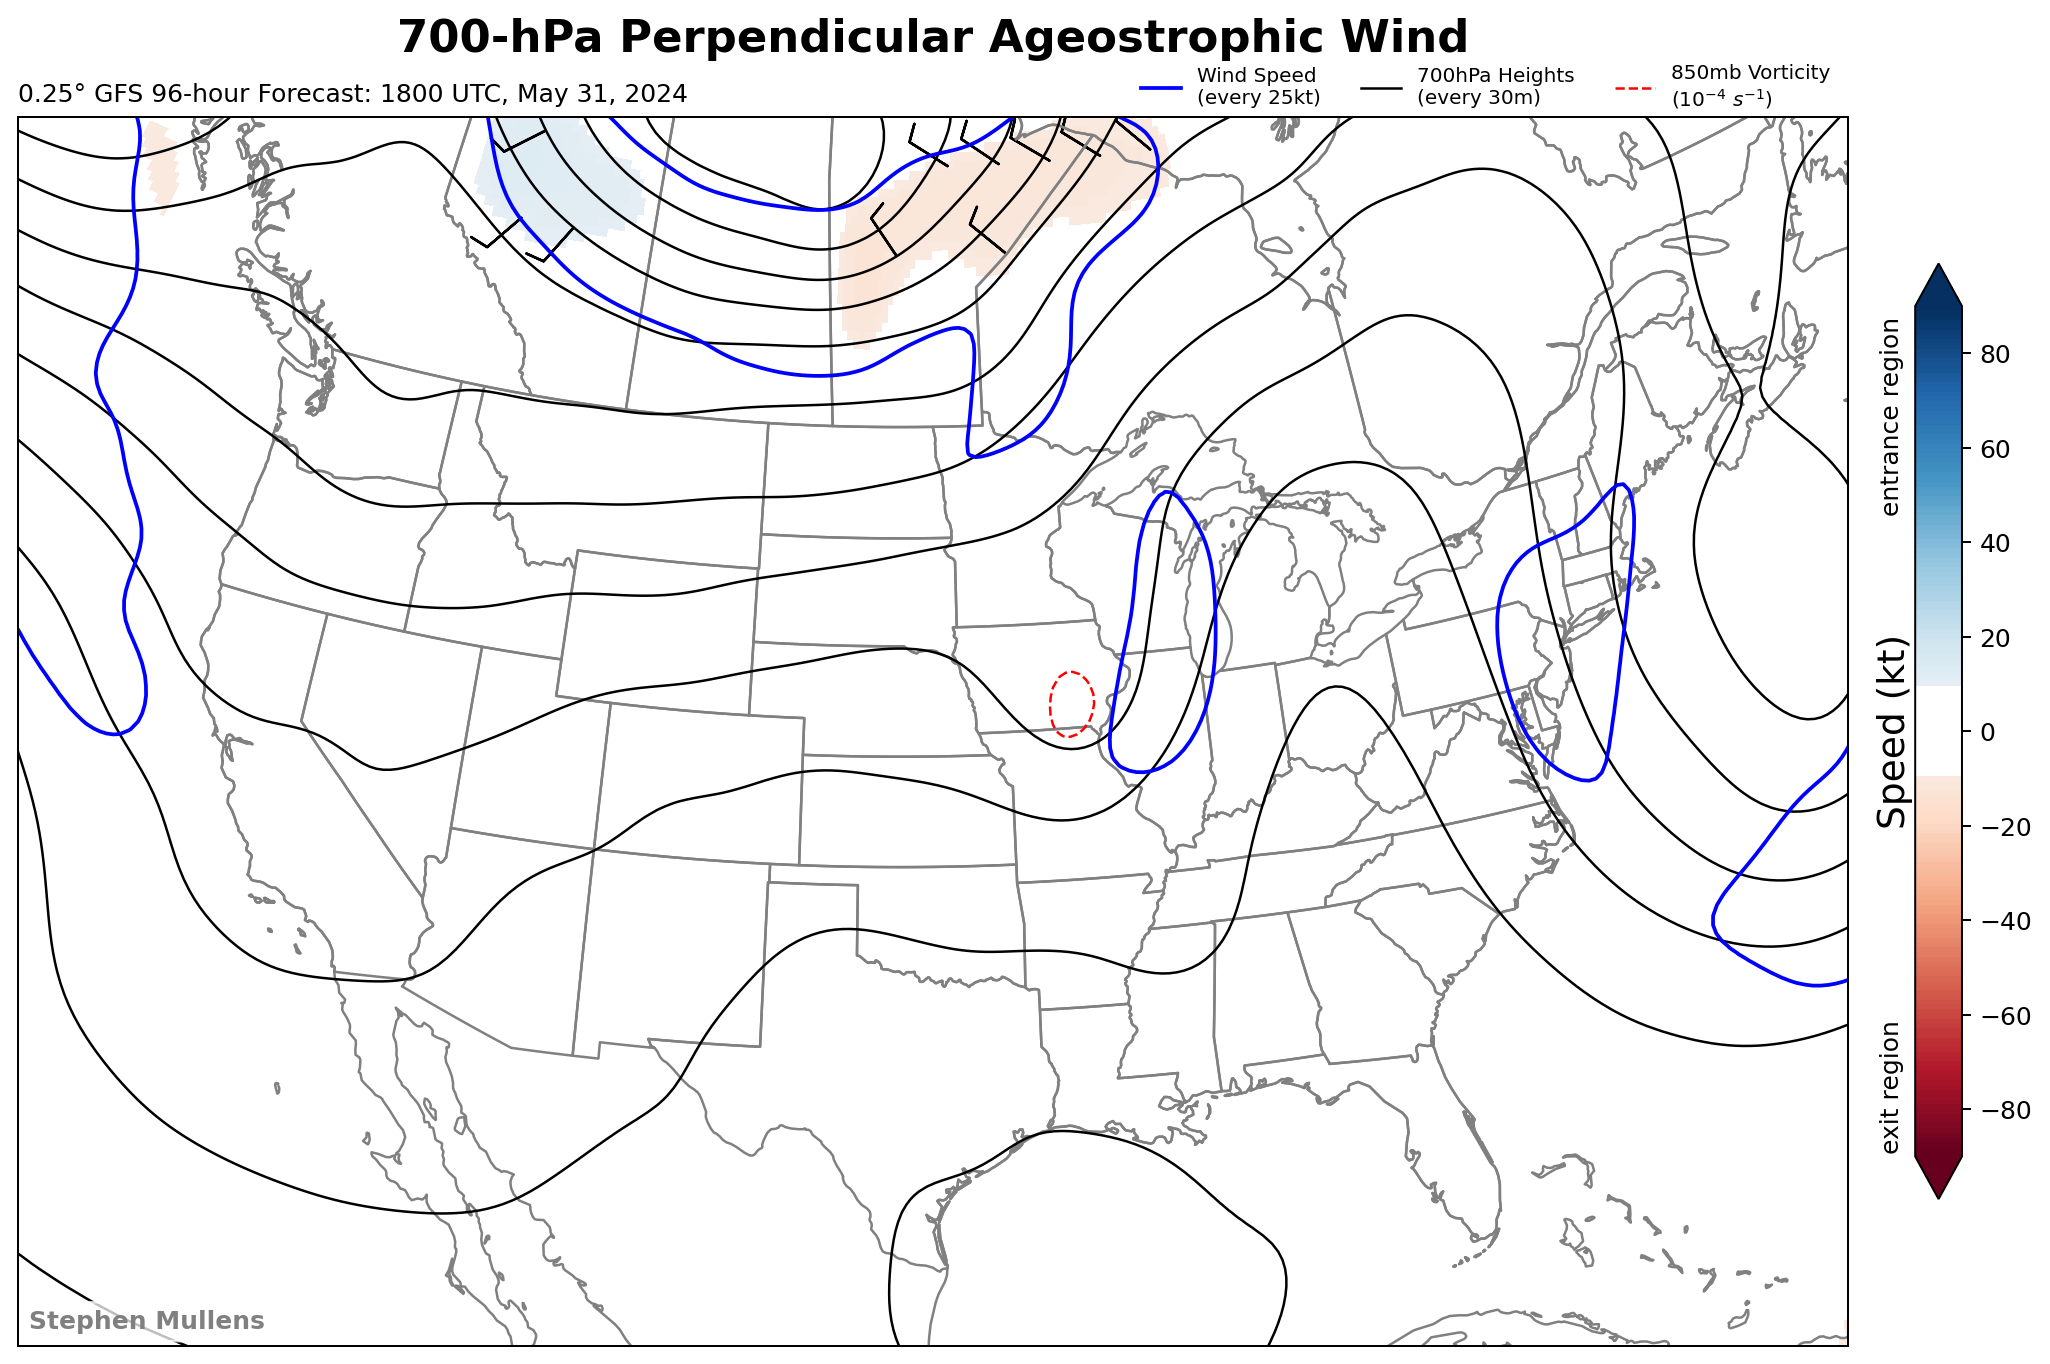 700-hPa Perpendicular Ageostrophic Wind
0.25° GFS 96-hour Forecast: 1800 UTC, May 31, 2024
Wind Speed
(every 25kt)
700hPa Heights
(every 30m)
850mb Vorticity
(10⁻⁴ s⁻¹)
entrance region
Speed (kt)
exit region
80
60
40
20
0
−20
−40
−60
−80
Stephen Mullens